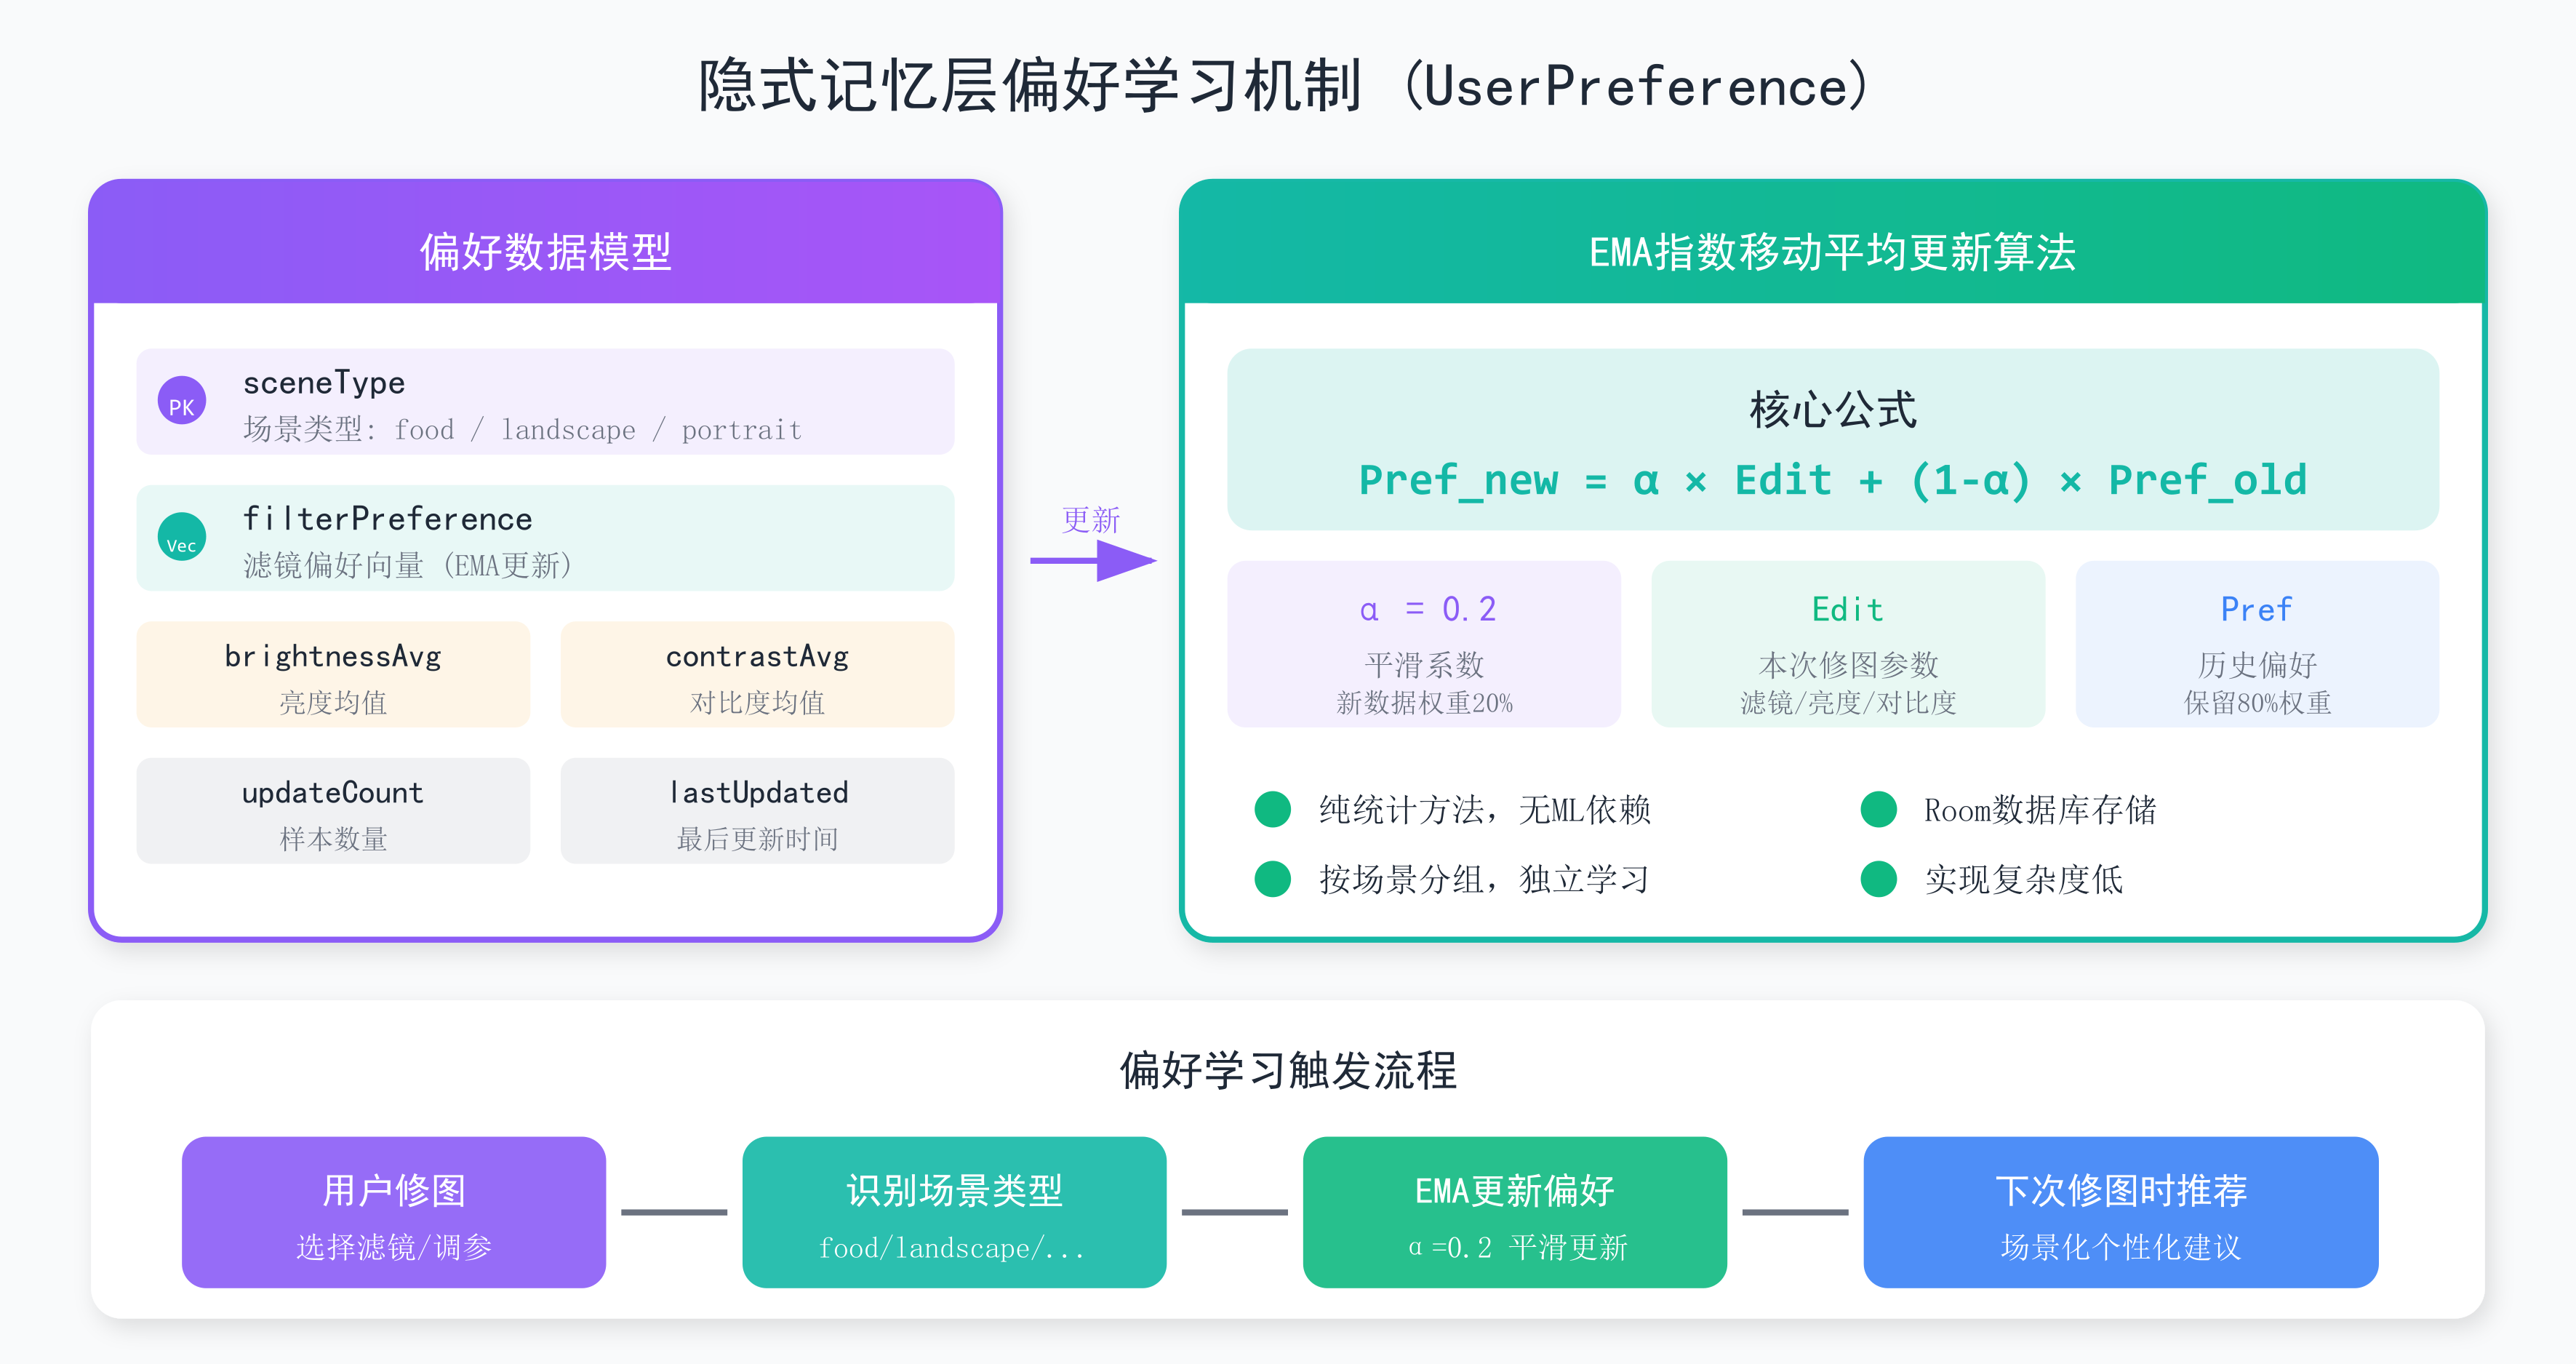 隐式记忆层偏好学习机制 (UserPreference)
偏好数据模型
PK
sceneType
场景类型: food / landscape / portrait
Vec
filterPreference
滤镜偏好向量 (EMA更新)
brightnessAvg
亮度均值
contrastAvg
对比度均值
updateCount
样本数量
lastUpdated
最后更新时间
更新
EMA指数移动平均更新算法
核心公式
Pref_new = α × Edit + (1-α) × Pref_old
α = 0.2
平滑系数
新数据权重20%
Edit
本次修图参数
滤镜/亮度/对比度
Pref
历史偏好
保留80%权重
纯统计方法，无ML依赖
Room数据库存储
按场景分组，独立学习
实现复杂度低
偏好学习触发流程
用户修图
选择滤镜/调参
识别场景类型
food/landscape/...
EMA更新偏好
α=0.2 平滑更新
下次修图时推荐
场景化个性化建议